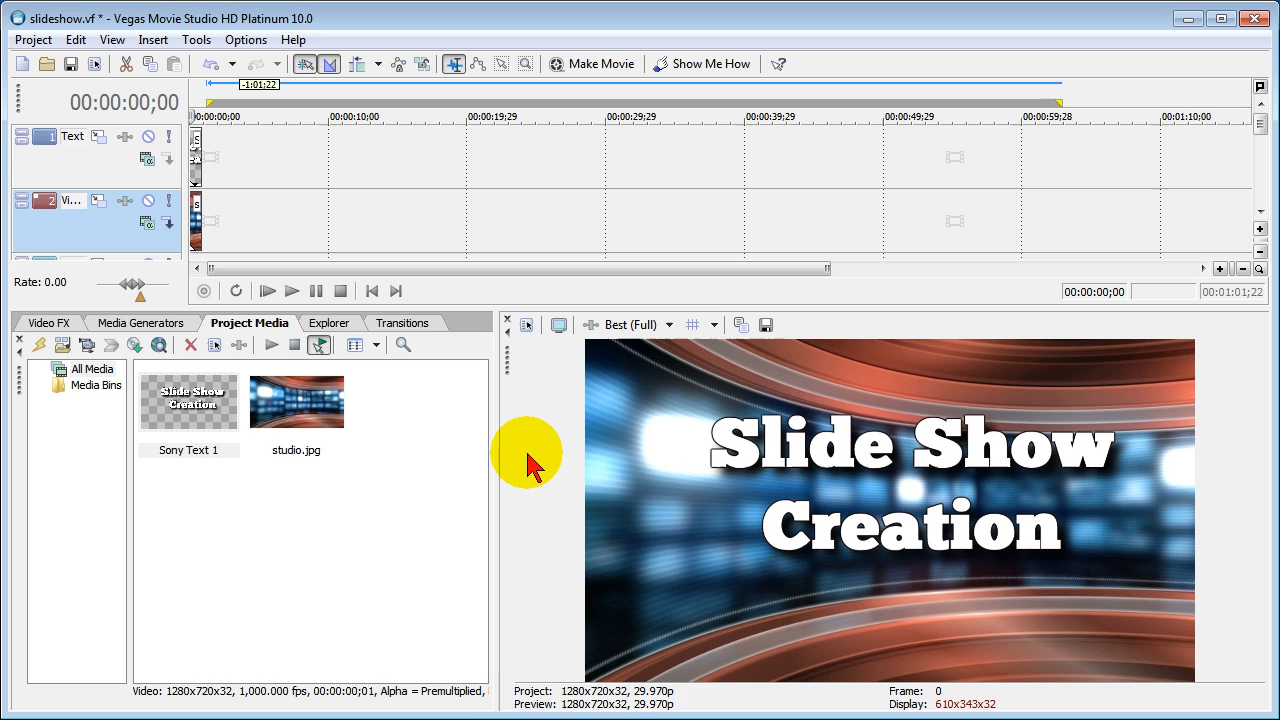 slideshow.vf * - Vegas Movie Studio HD Platinum 10.0
Project Edit View Insert Tools Options Help
Make Movie Show Me How
-1:01;22
00:00:00;00
00:00:00;00 00:00:10;00 00:00:19;29 00:00:29;29 00:00:39;29 00:00:49;29 00:00:59;28 00:01:10;00
1 Text
2 Vi...
s
Rate: 0.00
00:00:00;00 00:01:01;22
Video FX Media Generators Project Media Explorer Transitions
Best (Full)
All Media
Media Bins
Slide Show
Creation
Sony Text 1 studio.jpg
Slide Show
Creation
Video: 1280x720x32, 1,000.000 fps, 00:00:00;01, Alpha = Premultiplied,
Project: 1280x720x32, 29.970p Frame: 0
Preview: 1280x720x32, 29.970p Display: 610x343x32